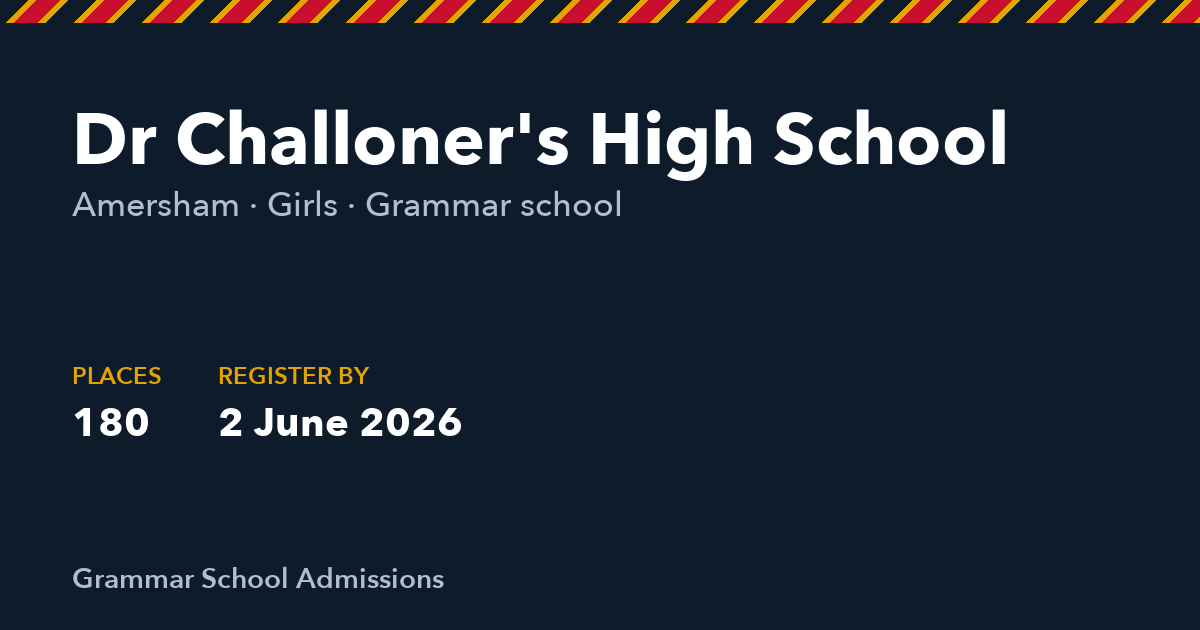 Dr Challoner's High School
Amersham · Girls · Grammar school
PLACES REGISTER BY
180 2 June 2026
Grammar School Admissions